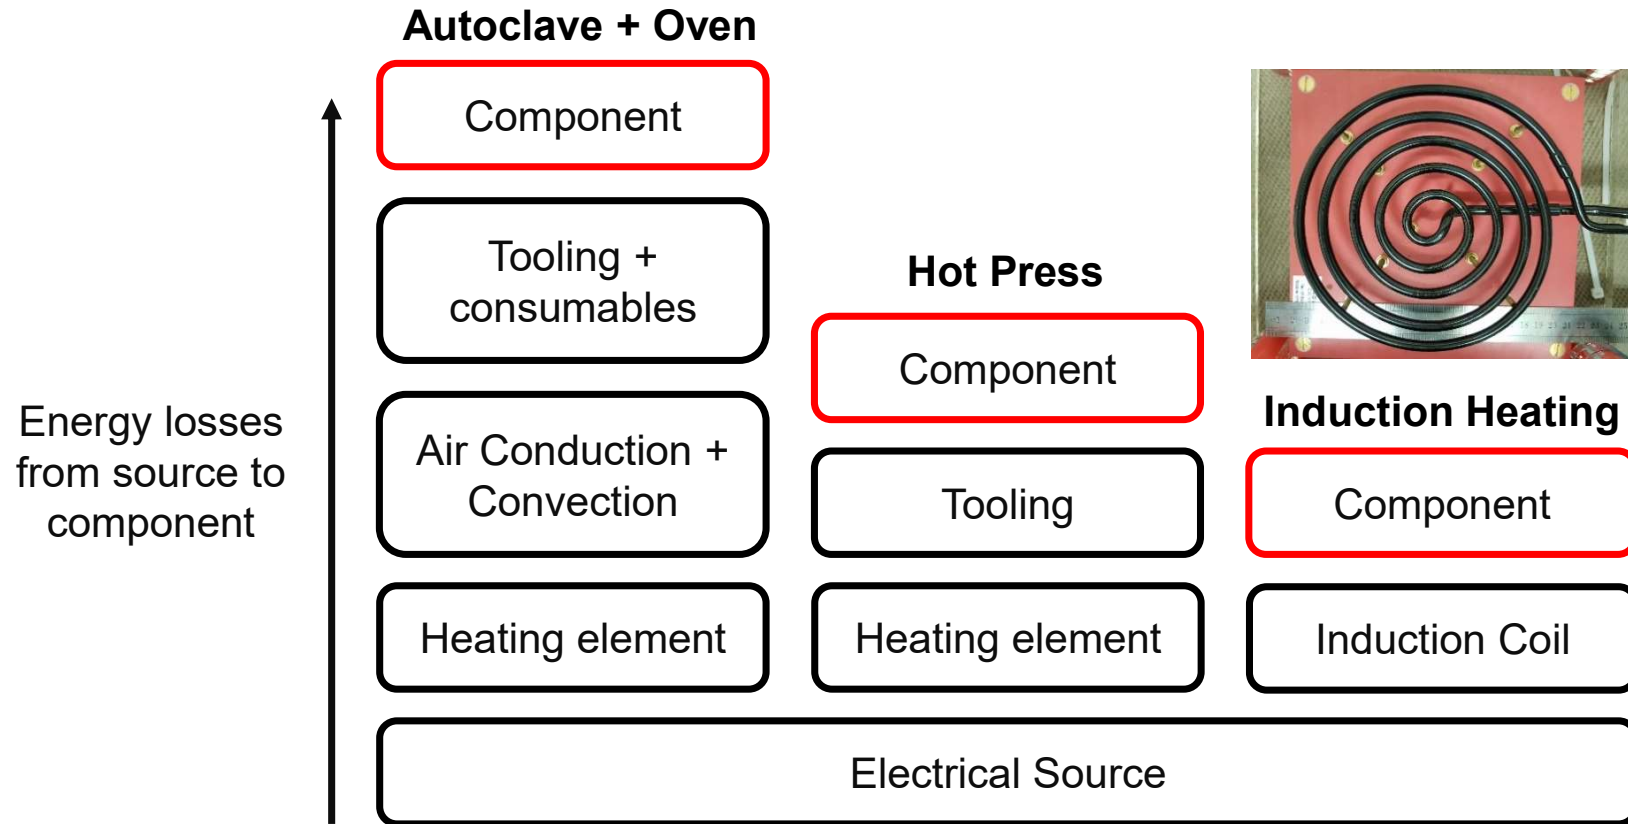 Autoclave + Oven
Component
Tooling +
consumables
Air Conduction +
Convection
Heating element
Hot Press
Component
Tooling
Heating element
Induction Heating
Component
Induction Coil
Electrical Source
Energy losses
from source to
component